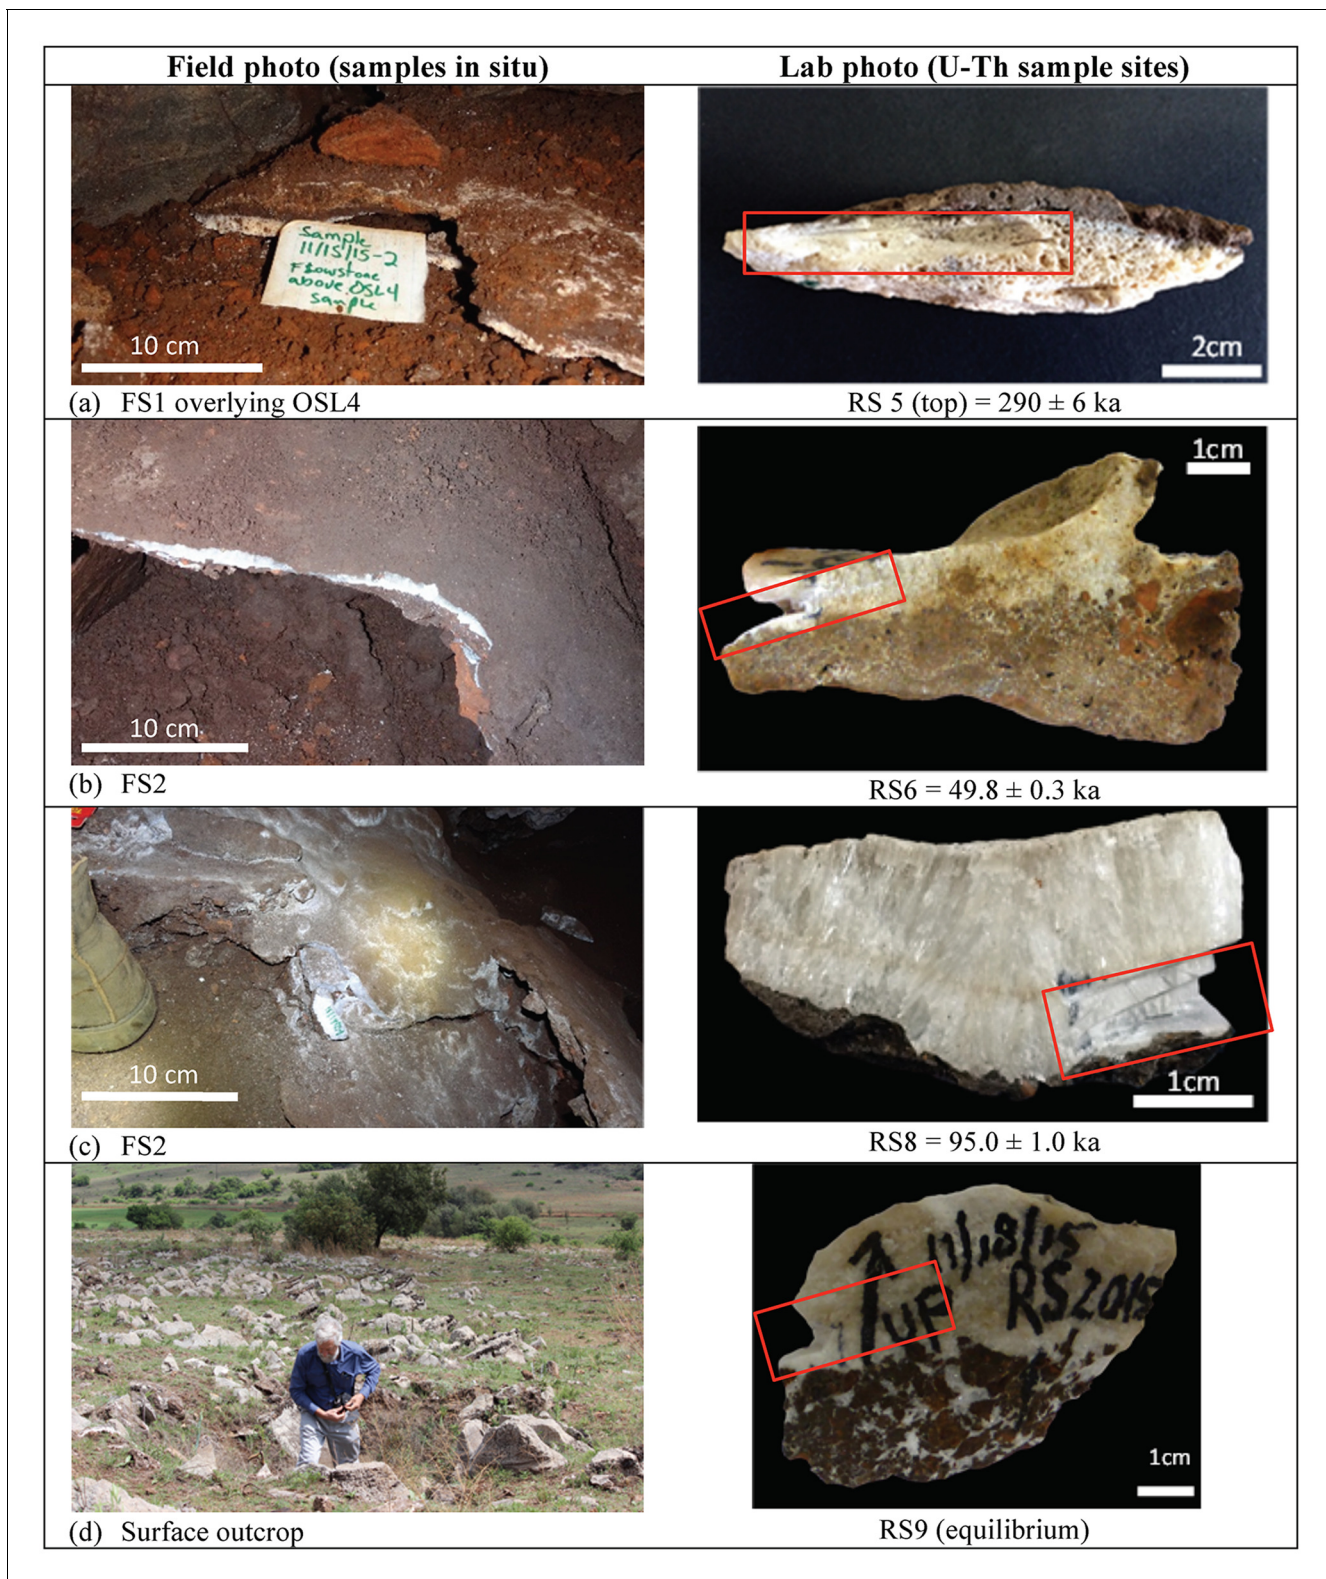 Field photo (samples in situ)
Lab photo (U-Th sample sites)
Sample
11/15/15-2
Flowstone
above OSL4
sample
10 cm
2cm
(a) FS1 overlying OSL4
RS 5 (top) = 290 ± 6 ka
10 cm
1cm
(b) FS2
RS6 = 49.8 ± 0.3 ka
10 cm
1cm
(c) FS2
RS8 = 95.0 ± 1.0 ka
11/18/15
RS2015
UP
1cm
(d) Surface outcrop
RS9 (equilibrium)